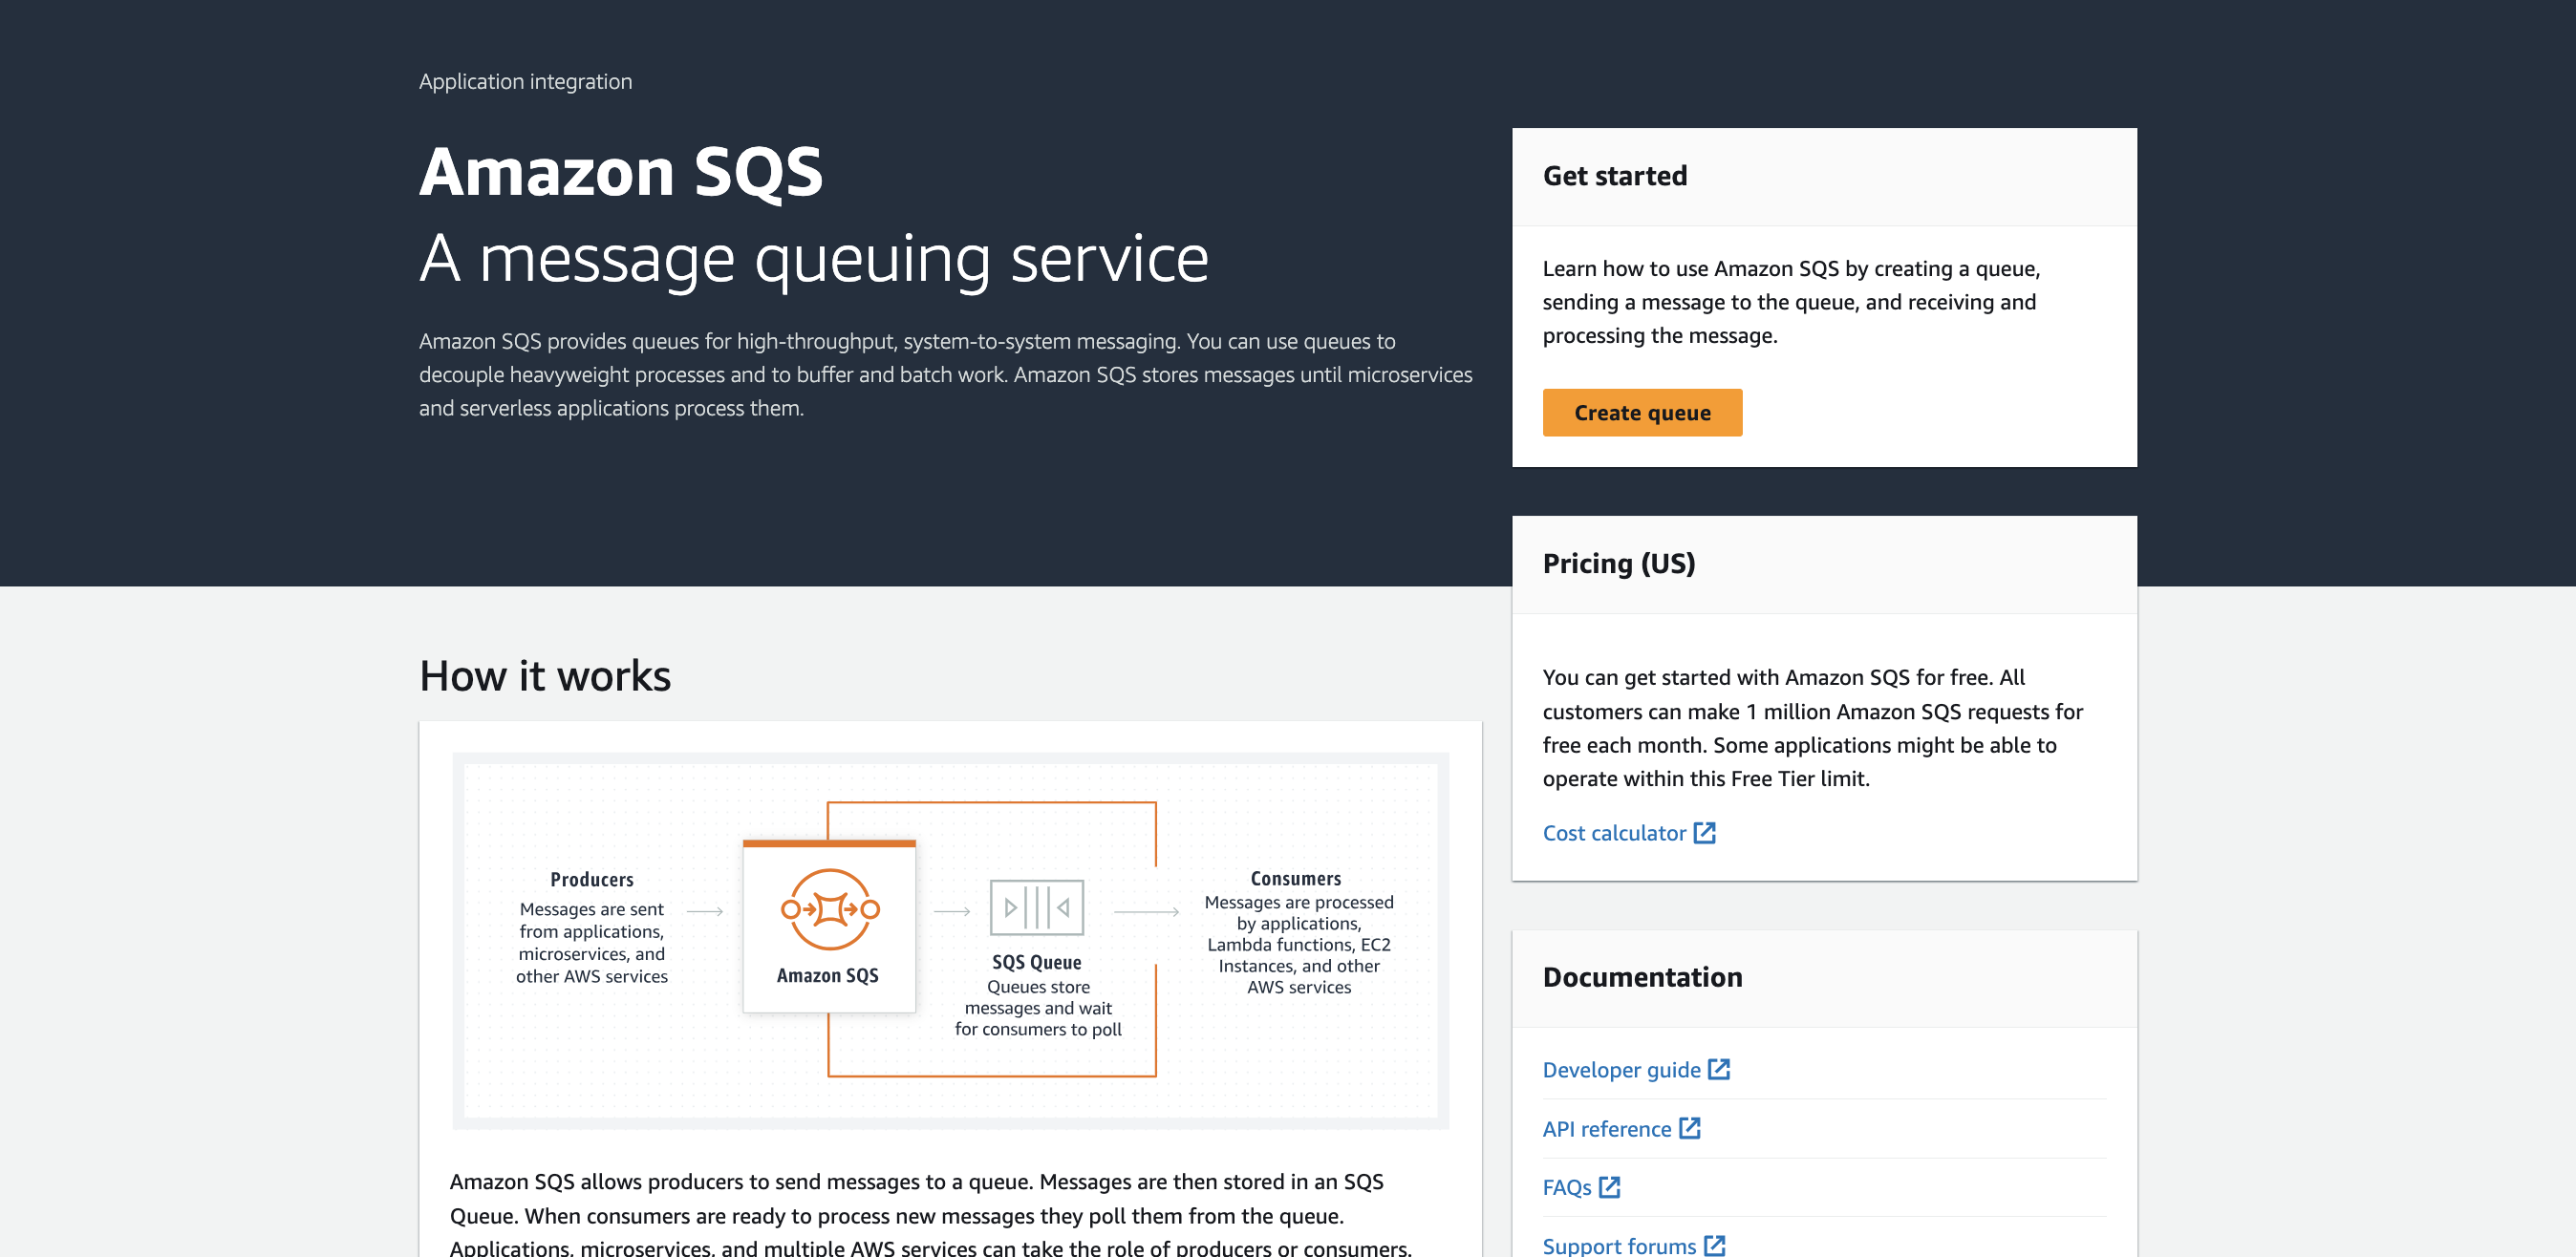 Application integration
Amazon SQS
A message queuing service
Amazon SQS provides queues for high-throughput, system-to-system messaging. You can use queues to
decouple heavyweight processes and to buffer and batch work. Amazon SQS stores messages until microservices
and serverless applications process them.
Get started
Learn how to use Amazon SQS by creating a queue,
sending a message to the queue, and receiving and
processing the message.
Create queue
Pricing (US)
You can get started with Amazon SQS for free. All
customers can make 1 million Amazon SQS requests for
free each month. Some applications might be able to
operate within this Free Tier limit.
Cost calculator
How it works
Producers
Messages are sent
from applications,
microservices, and
other AWS services
Amazon SQS
SQS Queue
Queues store
messages and wait
for consumers to poll
Consumers
Messages are processed
by applications,
Lambda functions, EC2
Instances, and other
AWS services
Amazon SQS allows producers to send messages to a queue. Messages are then stored in an SQS
Queue. When consumers are ready to process new messages they poll them from the queue.
Applications, microservices, and multiple AWS services can take the role of producers or consumers.
Documentation
Developer guide
API reference
FAQs
Support forums